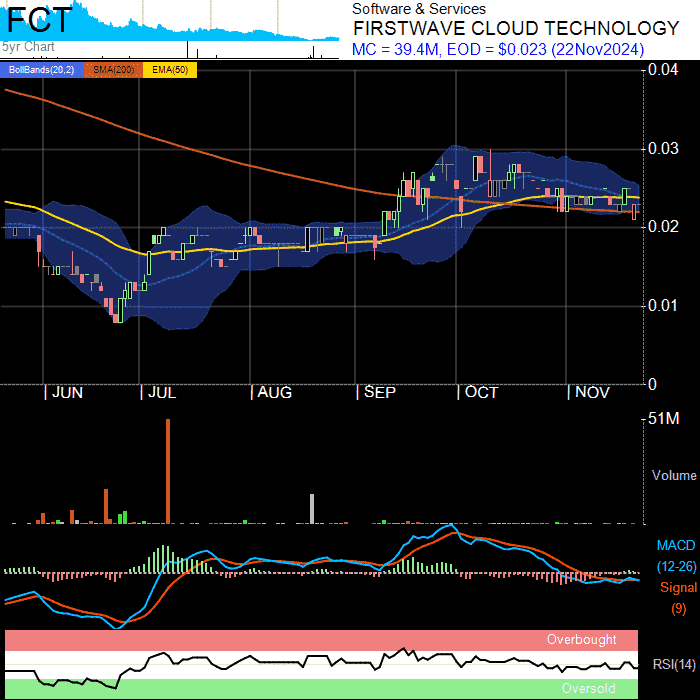 FCT
5yr Chart
Software & Services
FIRSTWAVE CLOUD TECHNOLOGY
MC = 39.4M, EOD = $0.023 (22Nov2024)
BollBands(20,2) SMA(200) EMA(50)
0.04
0.03
0.02
0.01
0
JUN JUL AUG SEP OCT NOV
51M
Volume
MACD
(12-26)
Signal
(9)
Overbought
RSI(14)
Oversold